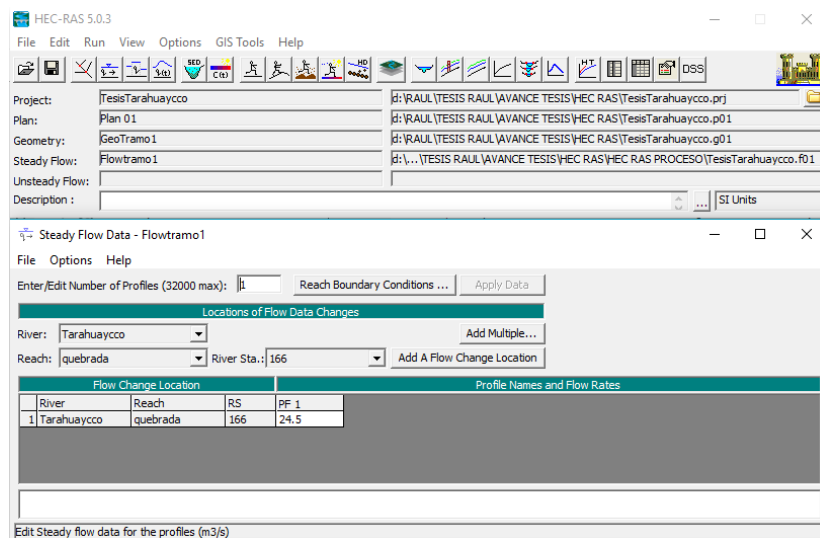 HEC-RAS 5.0.3
File Edit Run View Options GIS Tools Help
SED C(t) HD HT DSS
Project: TesisTarahuaycco d:\RAUL\TESIS RAUL\AVANCE TESIS\HEC RAS\TesisTarahuaycco.prj
Plan: Plan 01 d:\RAUL\TESIS RAUL\AVANCE TESIS\HEC RAS\TesisTarahuaycco.p01
Geometry: GeoTramo1 d:\RAUL\TESIS RAUL\AVANCE TESIS\HEC RAS\TesisTarahuaycco.g01
Steady Flow: Flowtramo1 d:\...\TESIS RAUL\AVANCE TESIS\HEC RAS\HEC RAS PROCESO\TesisTarahuaycco.f01
Unsteady Flow:
Description : ... SI Units
Steady Flow Data - Flowtramo1
File Options Help
Enter/Edit Number of Profiles (32000 max): 1 Reach Boundary Conditions ... Apply Data
Locations of Flow Data Changes
River: Tarahuaycco Add Multiple...
Reach: quebrada River Sta.: 166 Add A Flow Change Location
Flow Change Location Profile Names and Flow Rates
River Reach RS PF 1
1 Tarahuaycco quebrada 166 24.5
Edit Steady flow data for the profiles (m3/s)